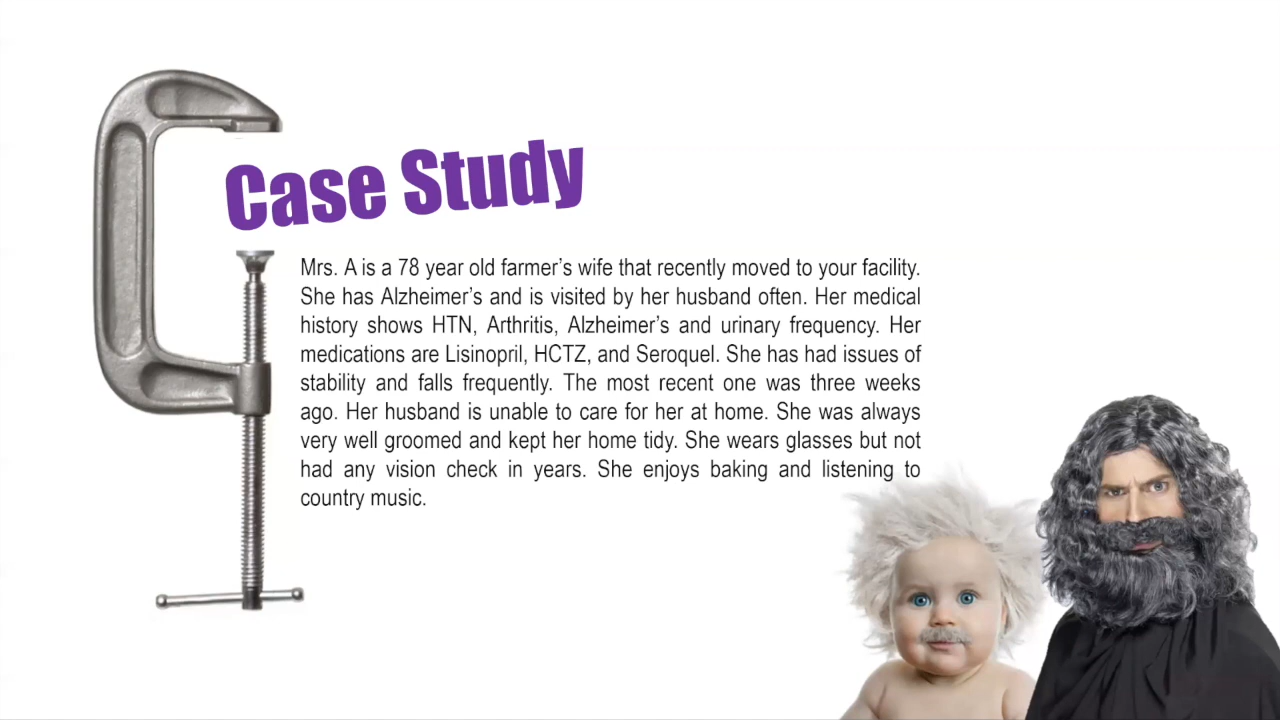 Case Study
Mrs. A is a 78 year old farmer's wife that recently moved to your facility.
She has Alzheimer's and is visited by her husband often. Her medical
history shows HTN, Arthritis, Alzheimer's and urinary frequency. Her
medications are Lisinopril, HCTZ, and Seroquel. She has had issues of
stability and falls frequently. The most recent one was three weeks
ago. Her husband is unable to care for her at home. She was always
very well groomed and kept her home tidy. She wears glasses but not
had any vision check in years. She enjoys baking and listening to
country music.